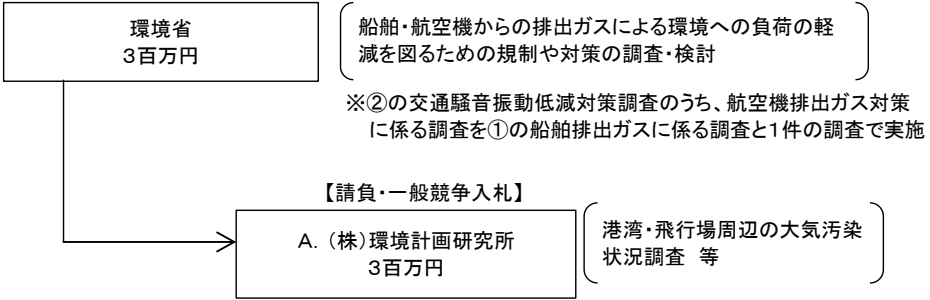 環境省
3百万円
船舶・航空機からの排出ガスによる環境への負荷の軽
減を図るための規制や対策の調査・検討
※②の交通騒音振動低減対策調査のうち、航空機排出ガス対策
に係る調査を①の船舶排出ガスに係る調査と1件の調査で実施
【請負・一般競争入札】
A．（株）環境計画研究所
3百万円
港湾・飛行場周辺の大気汚染
状況調査　等